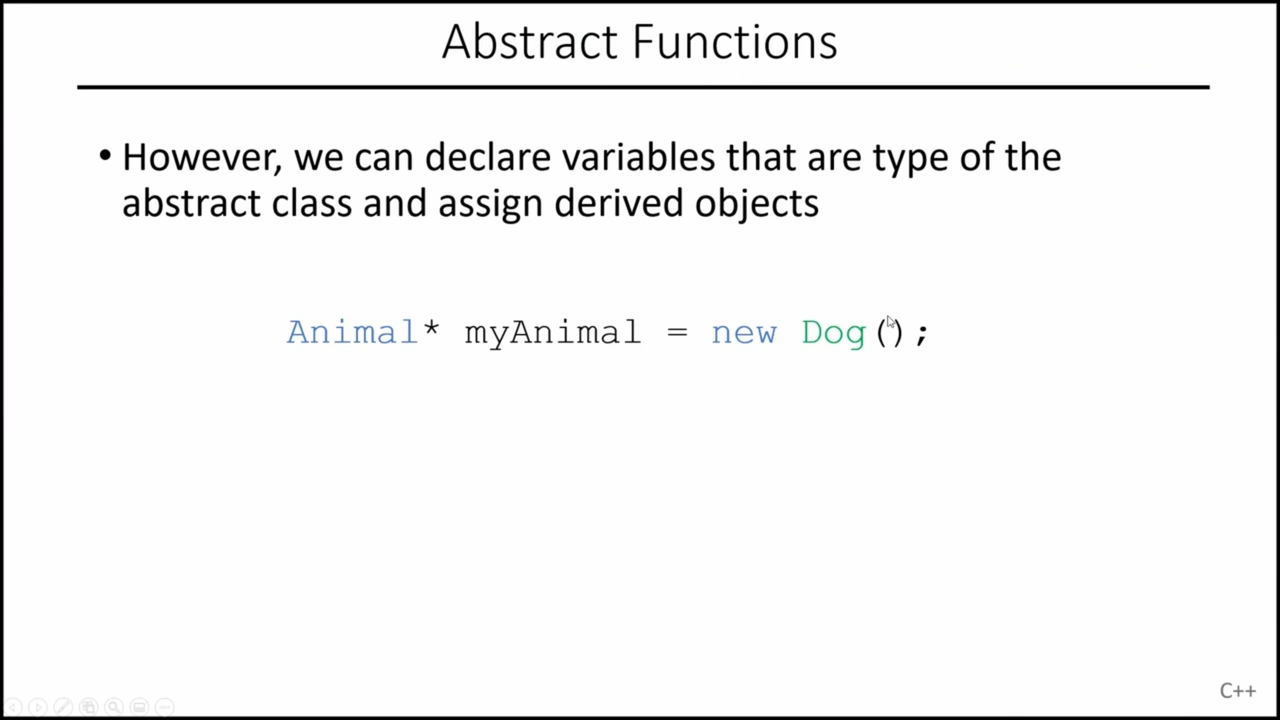 Abstract Functions
• However, we can declare variables that are type of the
abstract class and assign derived objects
Animal* myAnimal = new Dog();
C++